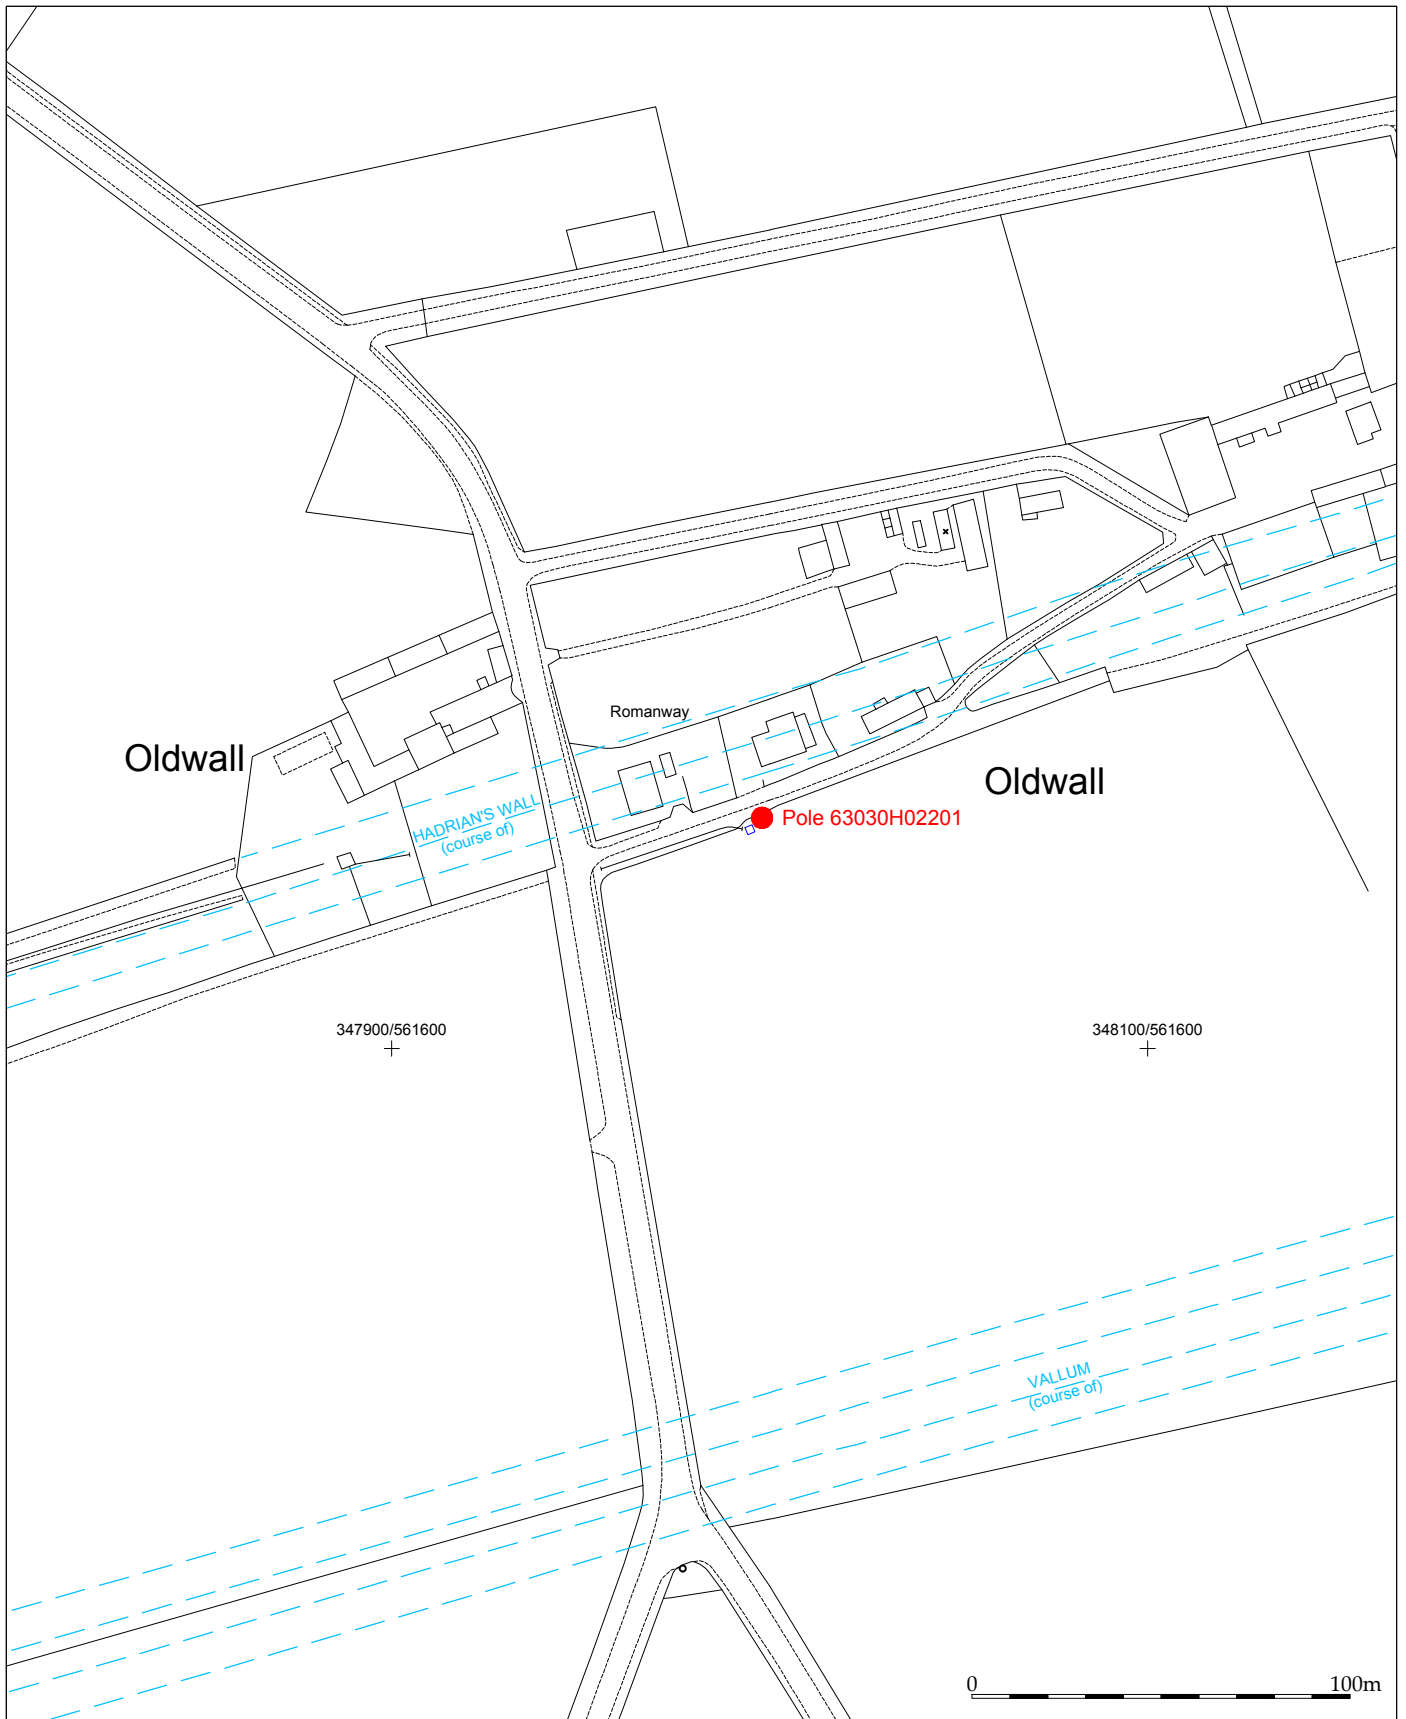 Romanway
Oldwall
Oldwall
HADRIAN'S WALL
(course of)
Pole 63030H02201
347900/561600
348100/561600
VALLUM
(course of)
0
100m